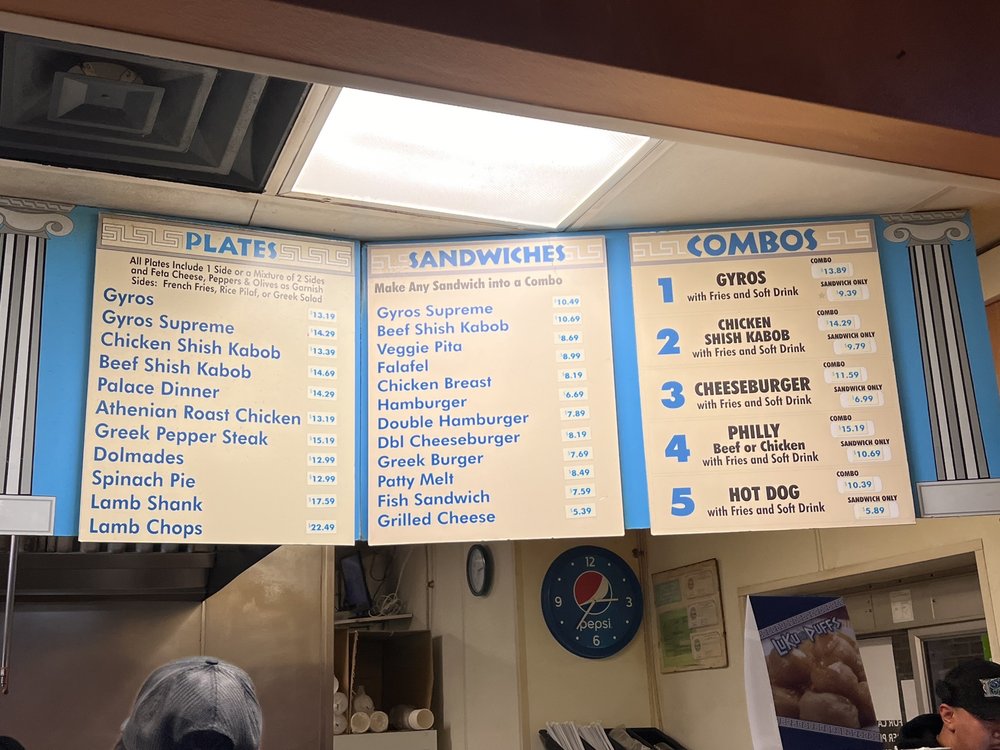 PLATES
All Plates Include 1 Side or a Mixture of 2 Sides
and Feta Cheese, Peppers & Olives as Garnish
Sides: French Fries, Rice Pilaf, or Greek Salad
Gyros $13.19
Gyros Supreme $14.29
Chicken Shish Kabob $13.39
Beef Shish Kabob $14.69
Palace Dinner $14.29
Athenian Roast Chicken $13.19
Greek Pepper Steak $15.19
Dolmades $12.99
Spinach Pie $12.99
Lamb Shank $17.59
Lamb Chops $22.49
SANDWICHES
Make Any Sandwich into a Combo
Gyros Supreme $10.49
Beef Shish Kabob $10.69
Veggie Pita $8.69
Falafel $8.99
Chicken Breast $8.19
Hamburger $6.69
Double Hamburger $7.89
Dbl Cheeseburger $8.19
Greek Burger $7.69
Patty Melt $8.49
Fish Sandwich $7.59
Grilled Cheese $5.39
COMBOS
1 GYROS
with Fries and Soft Drink
COMBO
$13.89
SANDWICH ONLY
$9.39
2 CHICKEN
SHISH KABOB
with Fries and Soft Drink
COMBO
$14.29
SANDWICH ONLY
$9.79
3 CHEESEBURGER
with Fries and Soft Drink
COMBO
$11.59
SANDWICH ONLY
$6.99
4 PHILLY
Beef or Chicken
with Fries and Soft Drink
COMBO
$15.19
SANDWICH ONLY
$10.69
5 HOT DOG
with Fries and Soft Drink
COMBO
$10.39
SANDWICH ONLY
$5.89
12
9 3
pepsi
6
LUKU PUFFS